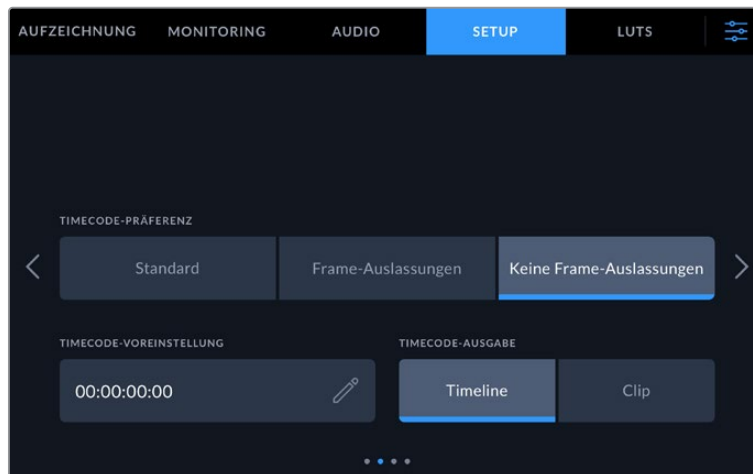 AUFZEICHNUNG MONITORING AUDIO SETUP LUTS
TIMECODE-PRÄFERENZ
Standard Frame-Auslassungen Keine Frame-Auslassungen
TIMECODE-VOREINSTELLUNG TIMECODE-AUSGABE
00:00:00:00 Timeline Clip